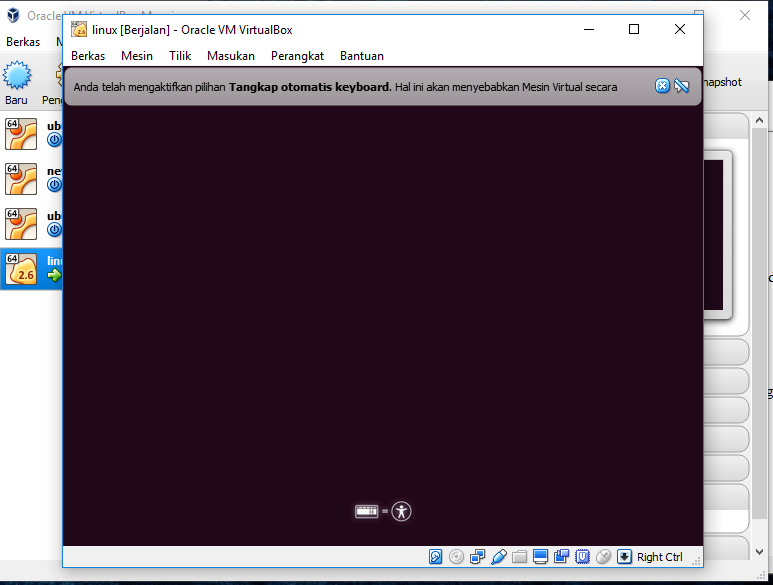 Oracle VM VirtualBox
linux [Berjalan] - Oracle VM VirtualBox
Berkas
Berkas Mesin Tilik Masukan Perangkat Bantuan
Anda telah mengaktifkan pilihan Tangkap otomatis keyboard. Hal ini akan menyebabkan Mesin Virtual secara
napshot
Baru Peng
64 ub
64 ne
64 ub
64 2.6 linu
=
Right Ctrl